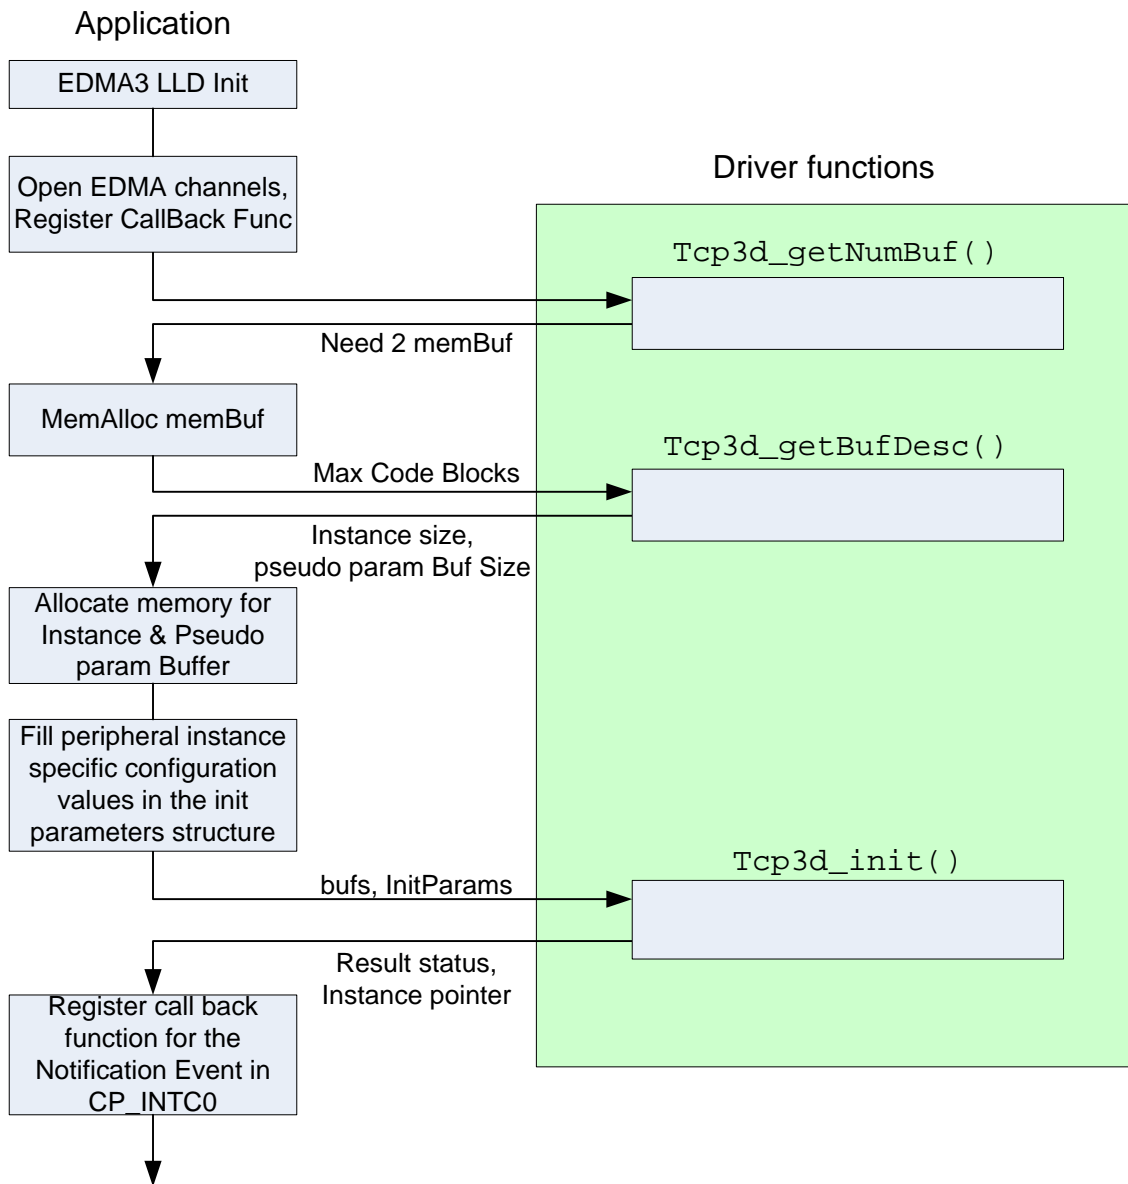 Application
EDMA3 LLD Init
Open EDMA channels,
Register CallBack Func
Driver functions
Tcp3d_getNumBuf()
Need 2 memBuf
MemAlloc memBuf
Tcp3d_getBufDesc()
Max Code Blocks
Instance size,
pseudo param Buf Size
Allocate memory for
Instance & Pseudo
param Buffer
Fill peripheral instance
specific configuration
values in the init
parameters structure
Tcp3d_init()
bufs, InitParams
Result status,
Instance pointer
Register call back
function for the
Notification Event in
CP_INTC0